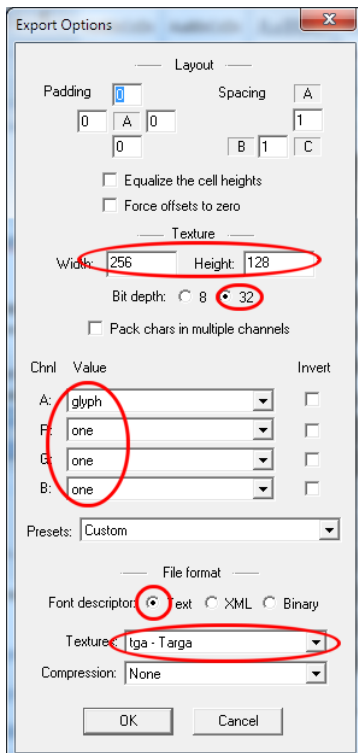 Export Options
Layout
Padding 0 Spacing A
0 A 0 1
0 B 1 C
Equalize the cell heights
Force offsets to zero
Texture
Width: 256 Height: 128
Bit depth: 8 32
Pack chars in multiple channels
Chnl Value Invert
A: glyph
R: one
G: one
B: one
Presets: Custom
File format
Font descriptor: Text XML Binary
Textures: tga - Targa
Compression: None
OK Cancel